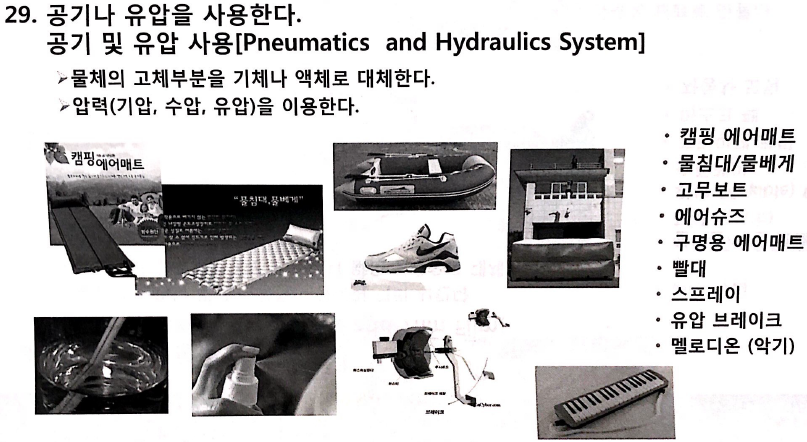 29. 공기나 유압을 사용한다.
공기 및 유압 사용[Pneumatics and Hydraulics System]
➢물체의 고체부분을 기체나 액체로 대체한다.
➢압력(기압, 수압, 유압)을 이용한다.
캠핑 에어매트
"물침대,물베게"
브레이크
• 캠핑 에어매트
• 물침대/물베게
• 고무보트
• 에어슈즈
• 구명용 에어매트
• 빨대
• 스프레이
• 유압 브레이크
• 멜로디온 (악기)